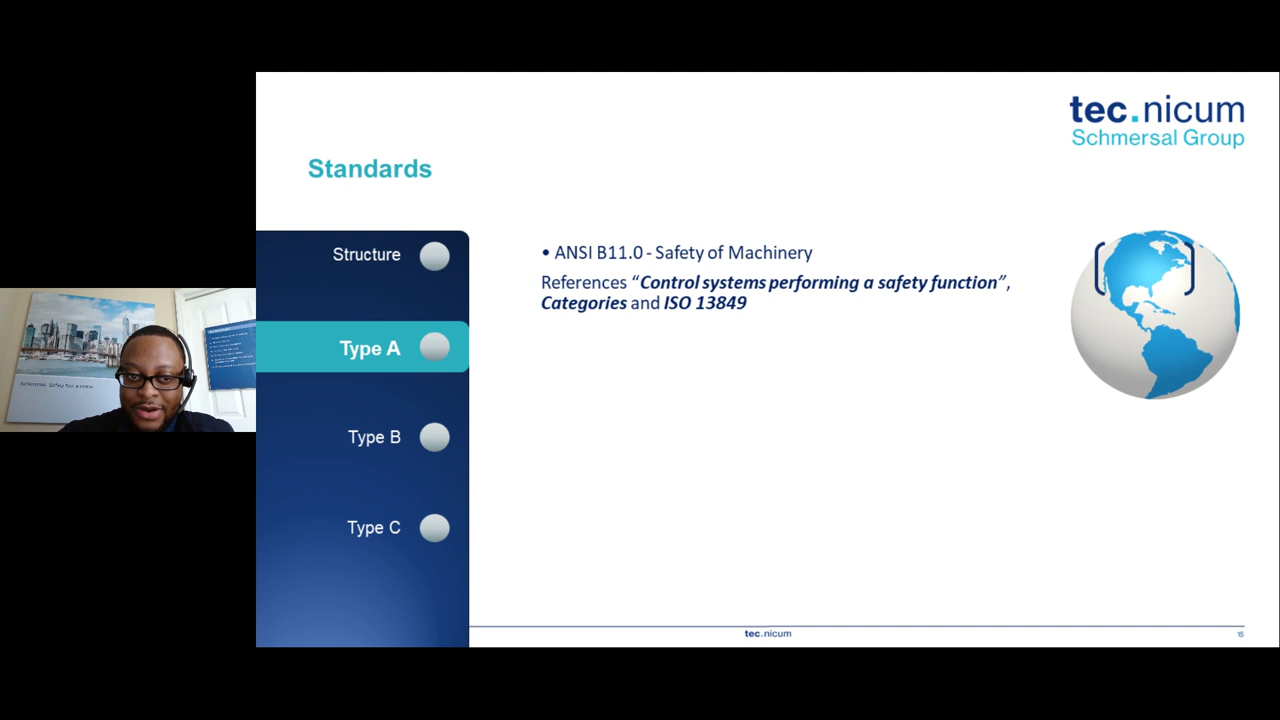 tec.nicum
Schmersal Group
Standards
Structure
Type A
Type B
Type C
• ANSI B11.0 - Safety of Machinery
References “Control systems performing a safety function”,
Categories and ISO 13849
tec.nicum
15